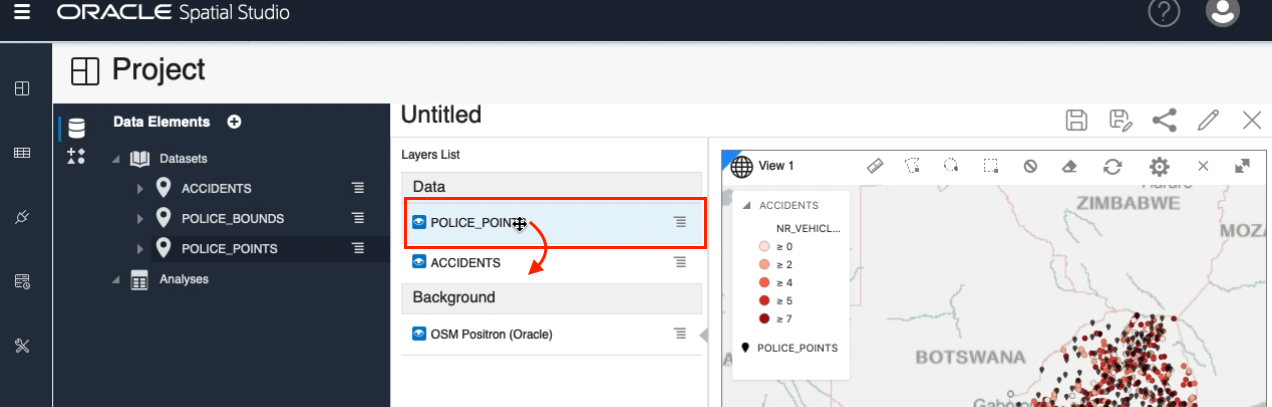 ORACLE Spatial Studio
?
Project
Data Elements
Datasets
ACCIDENTS
POLICE_BOUNDS
POLICE_POINTS
Analyses
Untitled
Layers List
Data
POLICE_POINTS
ACCIDENTS
Background
OSM Positron (Oracle)
View 1
ACCIDENTS
NR_VEHICL...
≥ 0
≥ 2
≥ 4
≥ 5
≥ 7
POLICE_POINTS
ZIMBABWE
MOZA
BOTSWANA